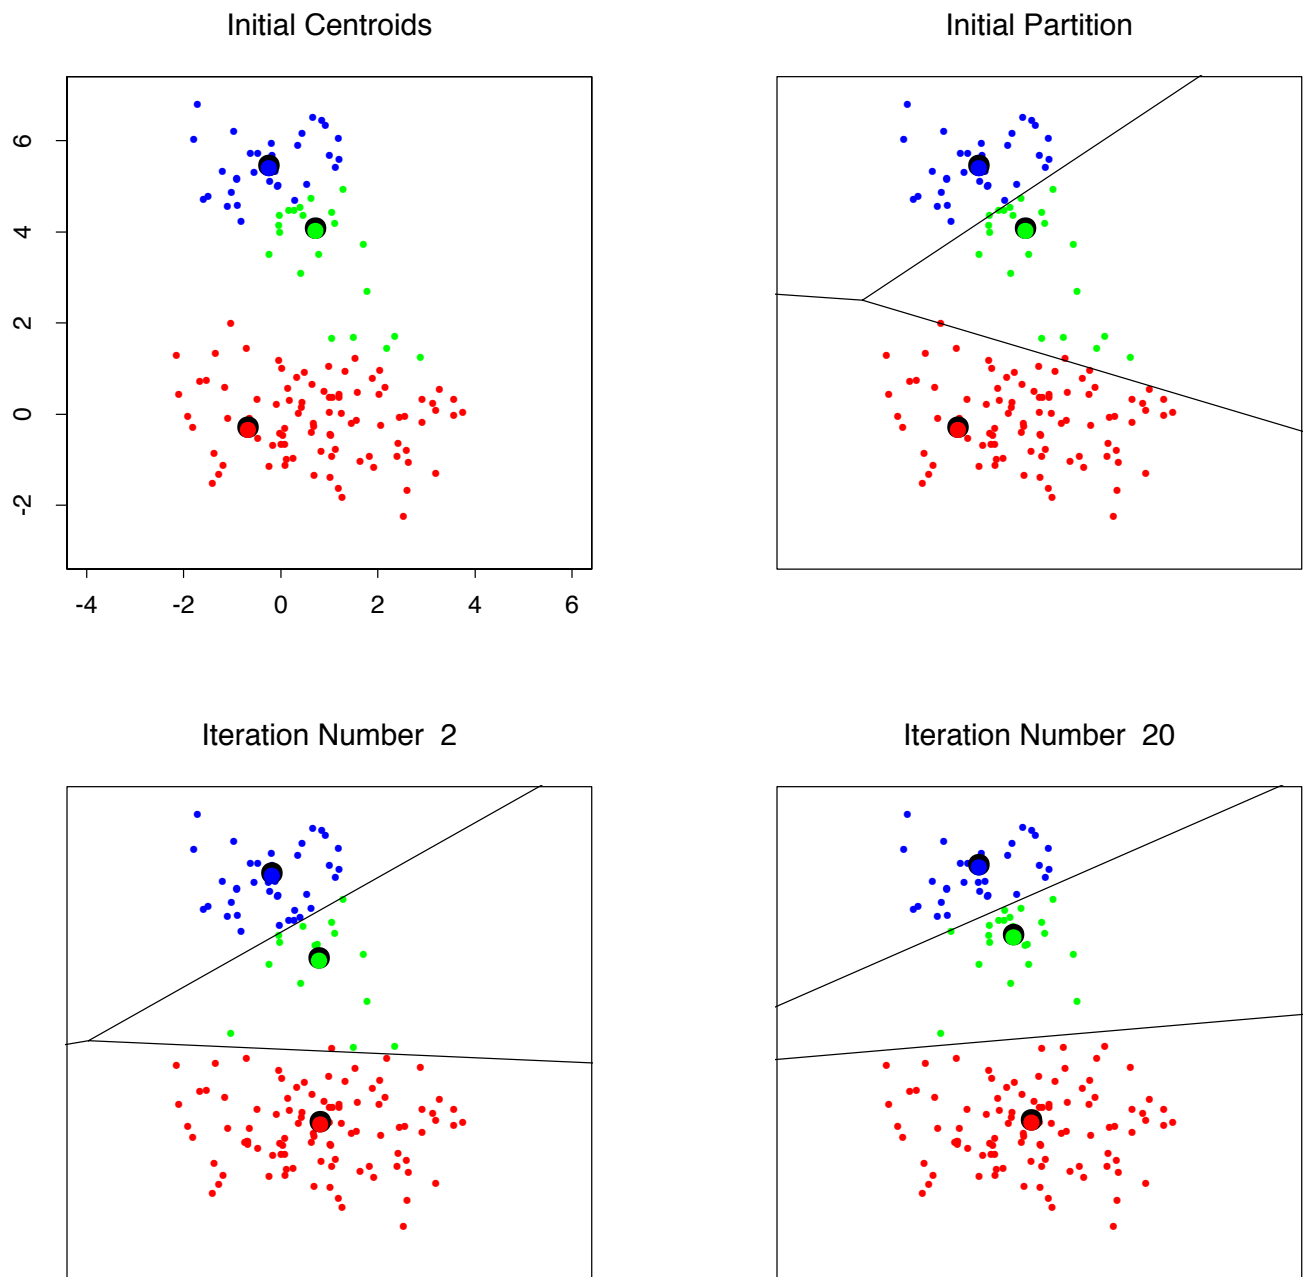 Initial Centroids
Initial Partition
6
4
2
0
-2
-4 -2 0 2 4 6
Iteration Number 2
Iteration Number 20